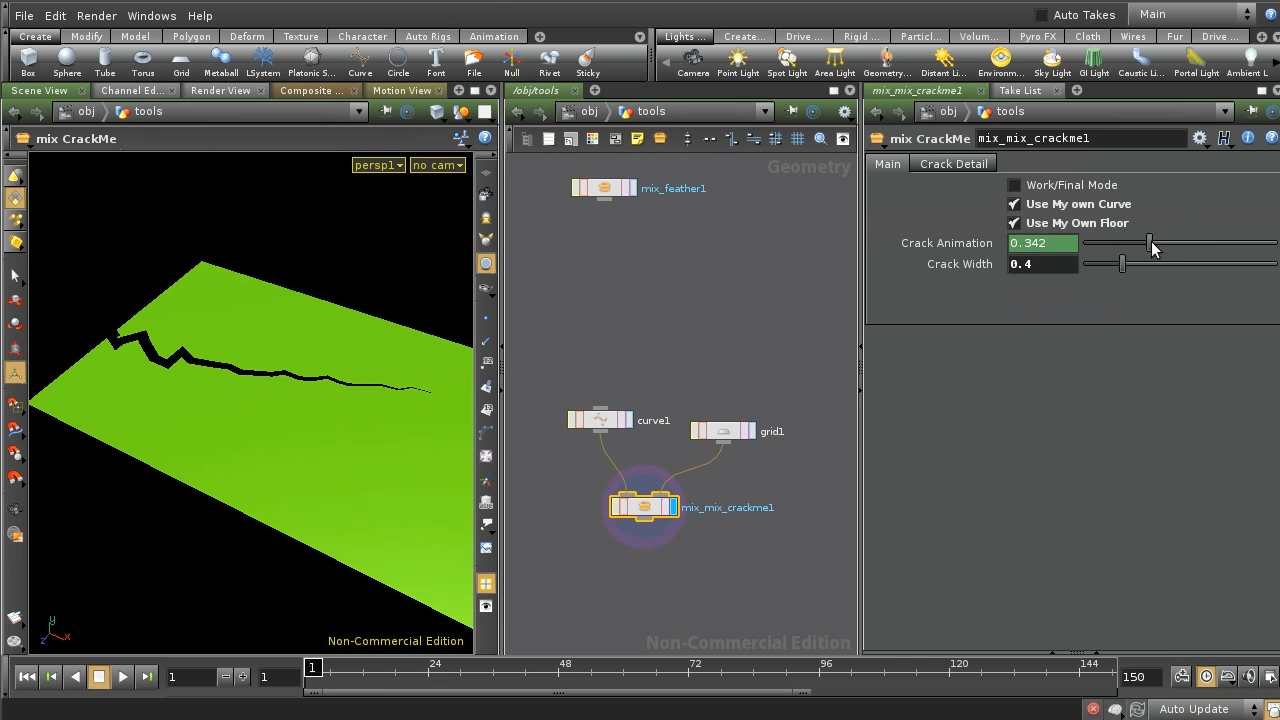 File Edit Render Windows Help Auto Takes Main
Create Modify Model Polygon Deform Texture Character Auto Rigs Animation Lights ... Create... Drive ... Rigid ... Particl... Volum... Pyro FX Cloth Wires Fur Drive ...
Box Sphere Tube Torus Grid Metaball LSystem Platonic S... Curve Circle Font File Null Rivet Sticky Camera Point Light Spot Light Area Light Geometry... Distant Li... Environm... Sky Light GI Light Caustic Li... Portal Light Ambient L
Scene View Channel Ed... Render View Composite ... Motion View /obj/tools mix_mix_crackme1 Take List
obj tools obj tools obj tools
mix CrackMe mix CrackMe mix_mix_crackme1
persp1 no cam Geometry Main Crack Detail
mix_feather1 Work/Final Mode
Use My own Curve
Use My Own Floor
Crack Animation 0.342
Crack Width 0.4
curve1 grid1
mix_mix_crackme1
y
z x
Non-Commercial Edition Non-Commercial Edition
1 1 1 24 48 72 96 120 144 150
Auto Update